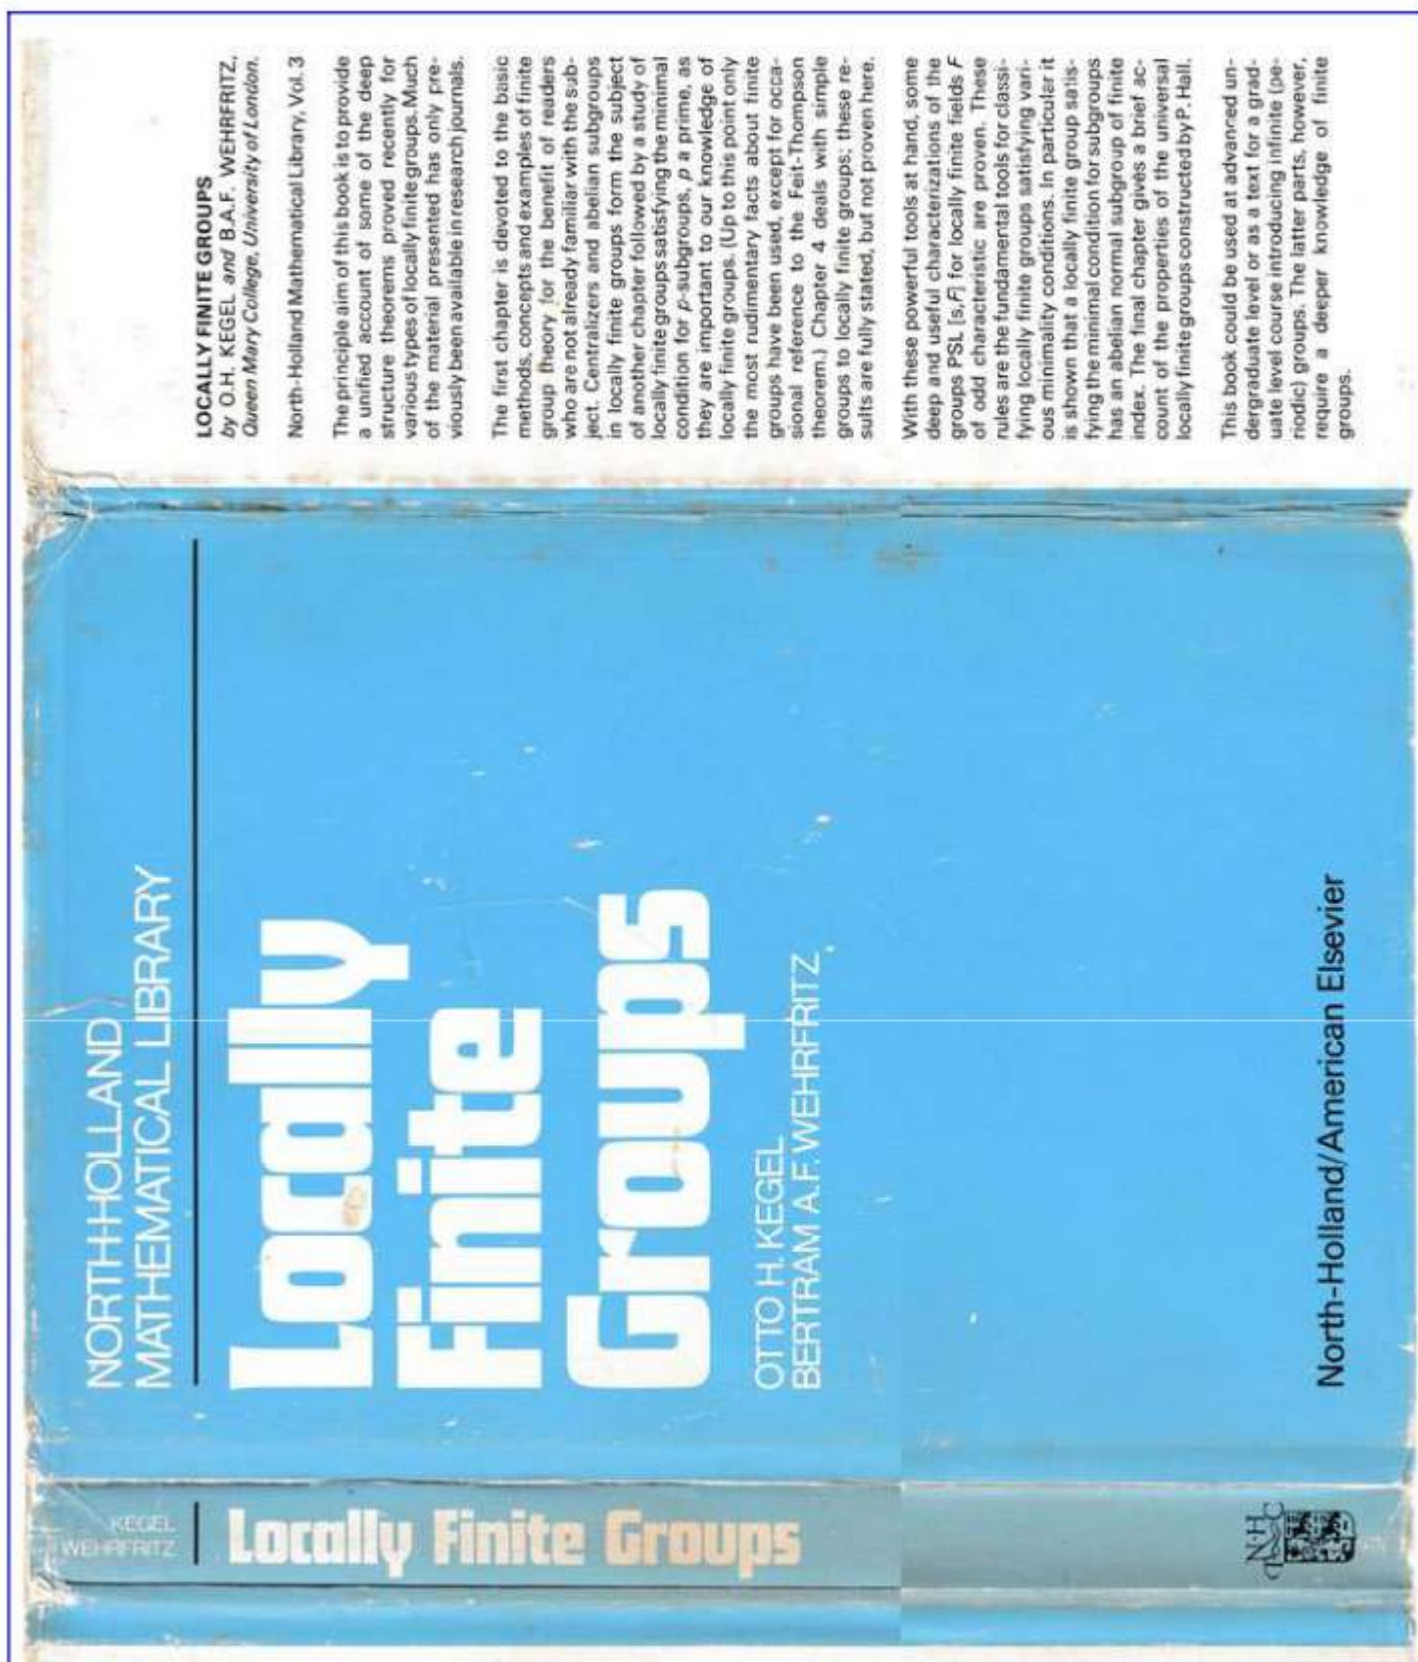 KEGEL
WEHRFRITZ
Locally Finite Groups
N·H
C
NORTH-HOLLAND
MATHEMATICAL LIBRARY
Locally
Finite
Groups
OTTO H. KEGEL
BERTRAM A.F. WEHRFRITZ
North-Holland/American Elsevier
LOCALLY FINITE GROUPS
by O.H. KEGEL and B.A.F. WEHRFRITZ,
Queen Mary College, University of London.
North-Holland Mathematical Library, Vol. 3
The principle aim of this book is to provide
a unified account of some of the deep
structure theorems proved recently for
various types of locally finite groups. Much
of the material presented has only pre-
viously been available in research journals.
The first chapter is devoted to the basic
methods, concepts and examples of finite
group theory for the benefit of readers
who are not already familiar with the sub-
ject. Centralizers and abelian subgroups
in locally finite groups form the subject
of another chapter followed by a study of
locally finite groups satisfying the minimal
condition for p-subgroups, p a prime, as
they are important to our knowledge of
locally finite groups. (Up to this point only
the most rudimentary facts about finite
groups have been used, except for occa-
sional reference to the Feit-Thompson
theorem.) Chapter 4 deals with simple
groups to locally finite groups; these re-
sults are fully stated, but not proven here.
With these powerful tools at hand, some
deep and useful characterizations of the
groups PSL [s,F] for locally finite fields F
of odd characteristic are proven. These
rules are the fundamental tools for classi-
fying locally finite groups satisfying vari-
ous minimality conditions. In particular it
is shown that a locally finite group satis-
fying the minimal condition for subgroups
has an abelian normal subgroup of finite
index. The final chapter gives a brief ac-
count of the properties of the universal
locally finite groups constructed by P. Hall.
This book could be used at advanced un-
dergraduate level or as a text for a grad-
uate level course introducing infinite (pe-
riodic) groups. The latter parts, however,
require a deeper knowledge of finite
groups.